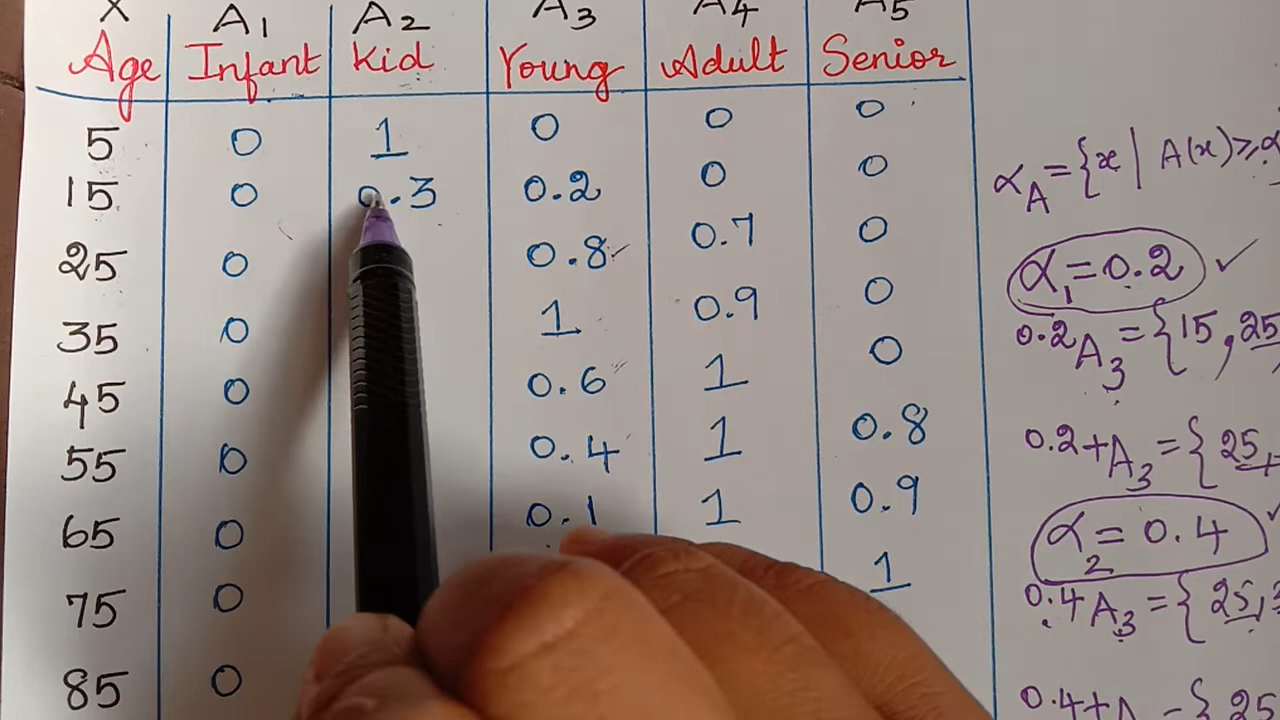 X A1 A2 A3 A4 A5
Age Infant Kid Young Adult Senior
5 0 1 0 0 0
15 0 0.3 0.2 0 0
25 0 0.8 0.7 0
35 0 1 0.9 0
45 0 0.6 1 0
55 0 0.4 1 0.8
65 0 0.1 1 0.9
75 0 1
85 0
αA = {x | A(x) ≥ α
α1 = 0.2 ✓
0.2A3 = {15, 25,
0.2+A3 = {25,
α2 = 0.4 ✓
0.4A3 = {25,
0.4+A = {25